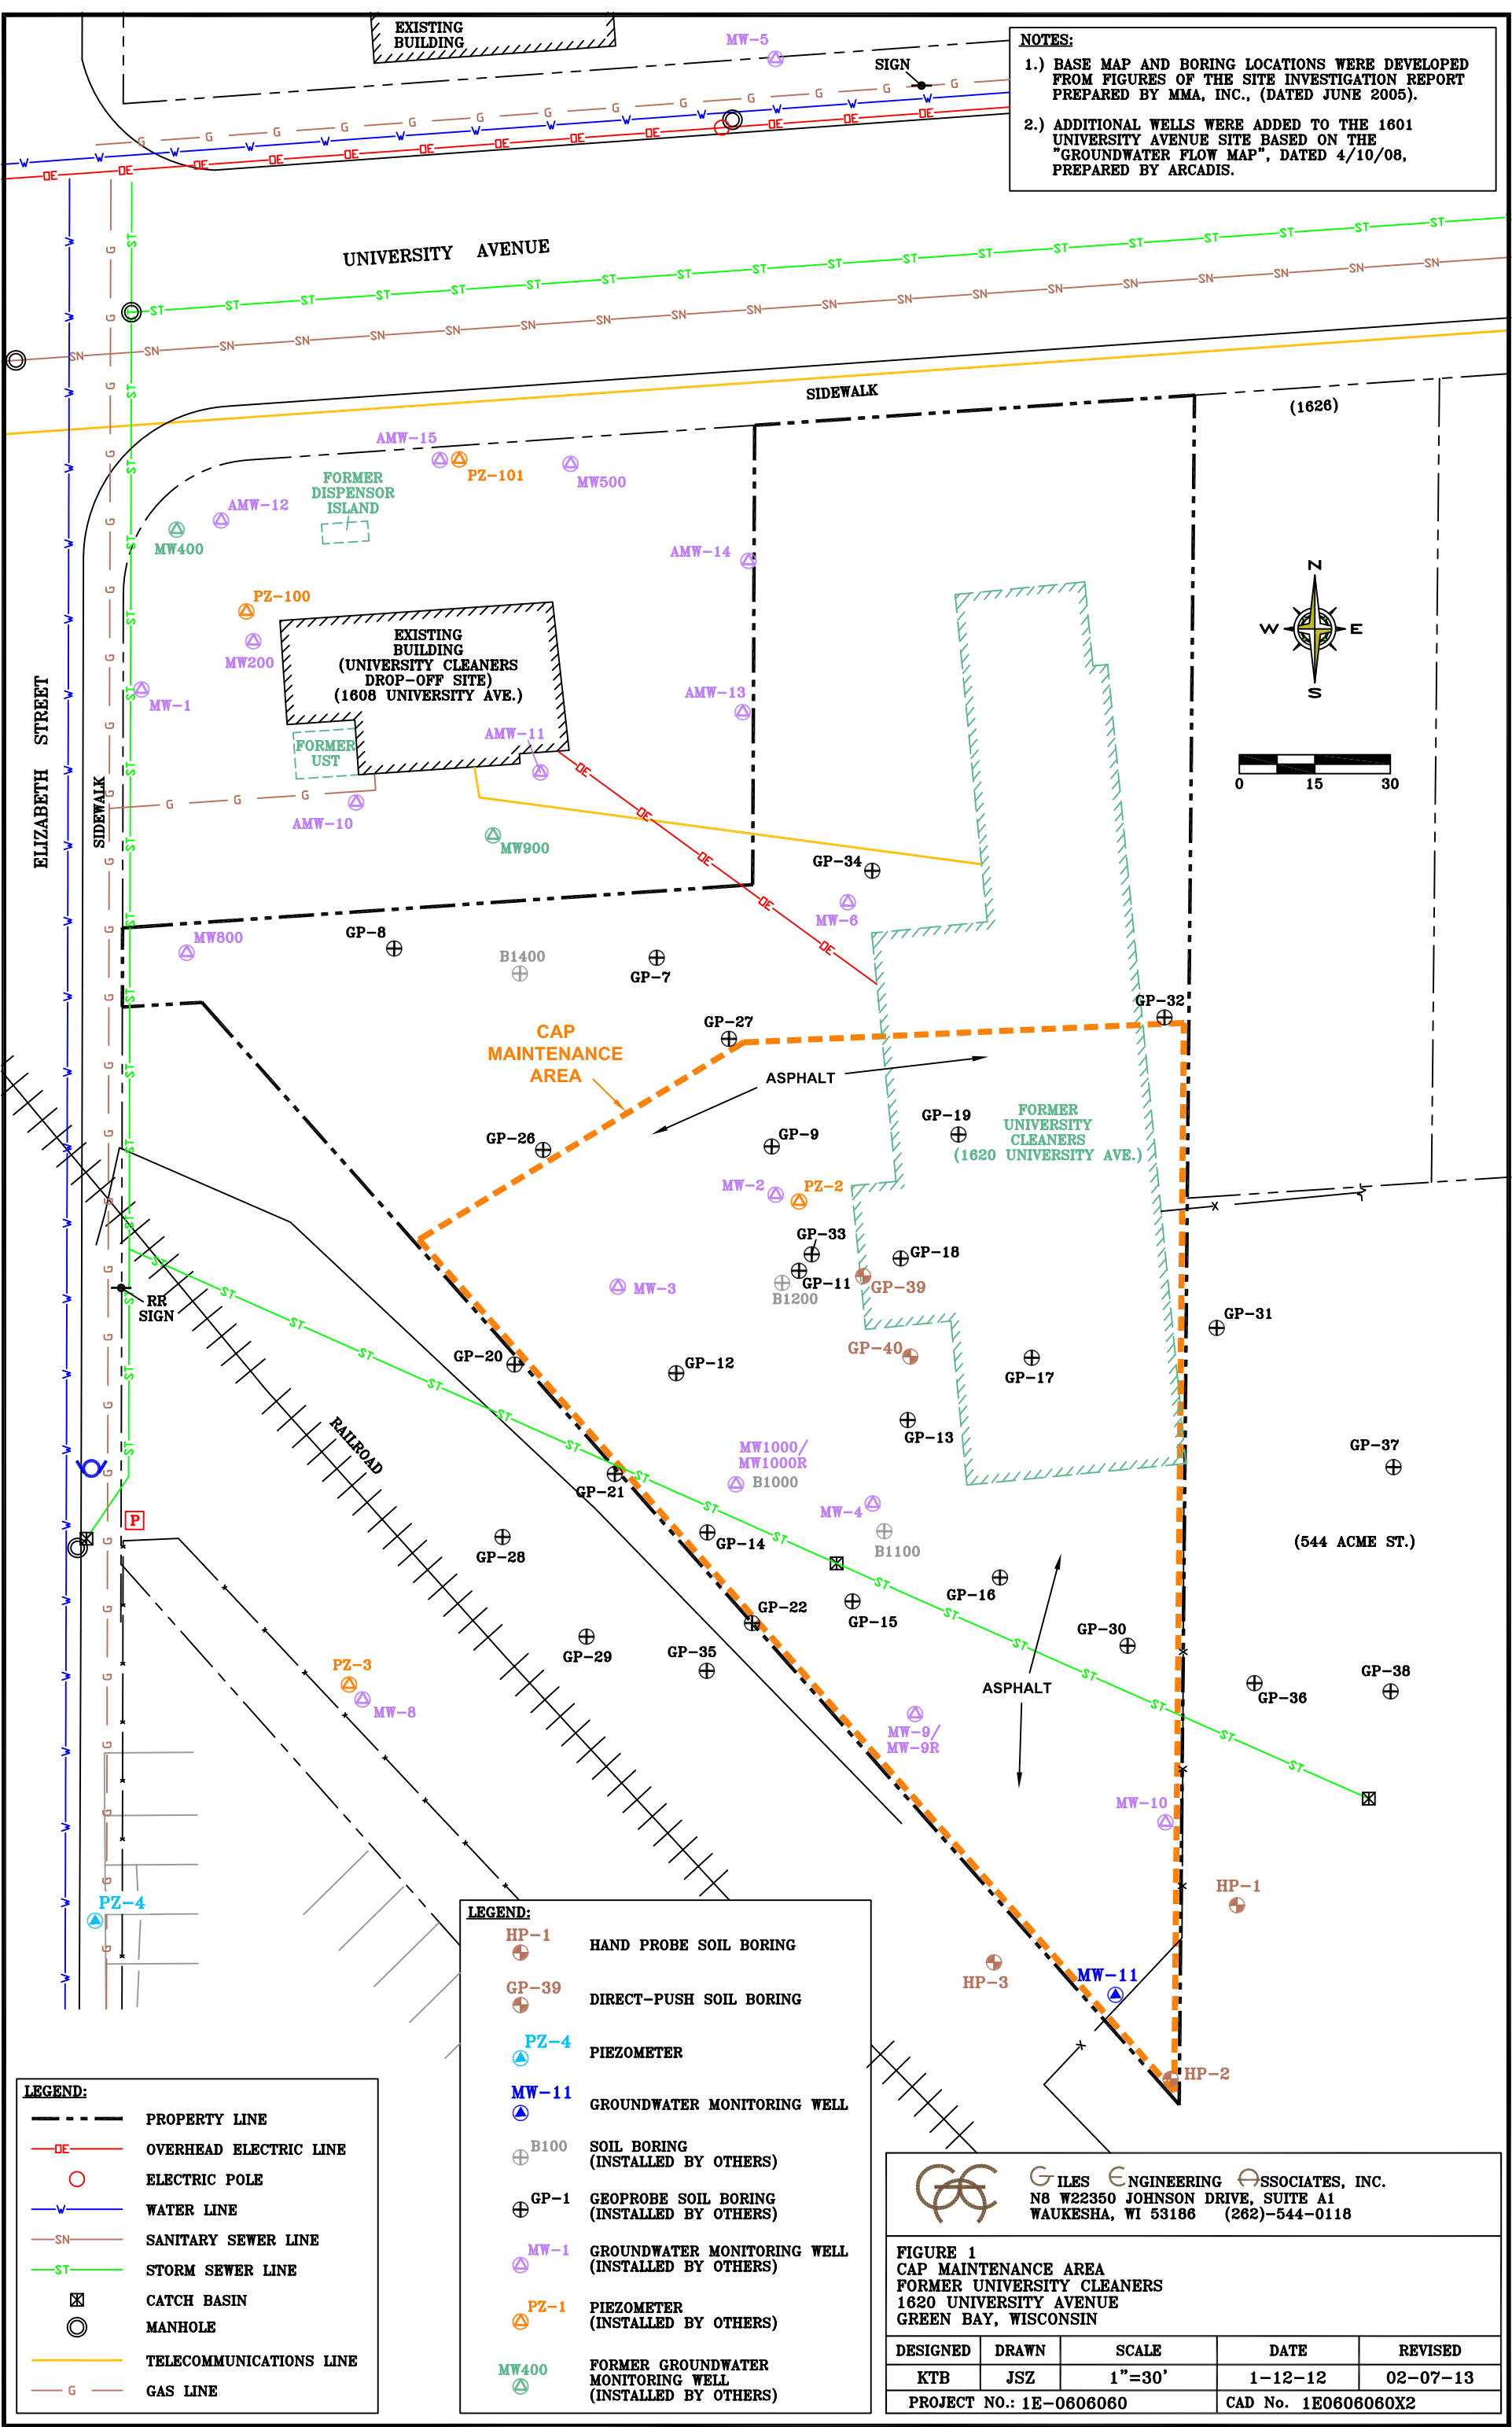 EXISTING
BUILDING
MW-5
SIGN
NOTES:
1.) BASE MAP AND BORING LOCATIONS WERE DEVELOPED
FROM FIGURES OF THE SITE INVESTIGATION REPORT
PREPARED BY MMA, INC., (DATED JUNE 2005).
2.) ADDITIONAL WELLS WERE ADDED TO THE 1601
UNIVERSITY AVENUE SITE BASED ON THE
"GROUNDWATER FLOW MAP", DATED 4/10/08,
PREPARED BY ARCADIS.
UNIVERSITY AVENUE
SIDEWALK
(1626)
AMW-15
PZ-101
MW500
FORMER
DISPENSOR
ISLAND
AMW-12
MW400
AMW-14
PZ-100
MW200
EXISTING
BUILDING
(UNIVERSITY CLEANERS
DROP-OFF SITE)
(1608 UNIVERSITY AVE.)
N
W E
S
MW-1
AMW-13
ELIZABETH STREET
SIDEWALK
FORMER
UST
AMW-11
AMW-10
MW900
0 15 30
GP-34
MW-6
MW800
GP-8
B1400
GP-7
GP-32
GP-27
CAP
MAINTENANCE
AREA
ASPHALT
GP-26
GP-9
GP-19
FORMER
UNIVERSITY
CLEANERS
(1620 UNIVERSITY AVE.)
MW-2
PZ-2
GP-33
GP-18
GP-11
GP-39
B1200
MW-3
RR
SIGN
GP-31
GP-20
GP-12
GP-40
GP-17
GP-13
RAILROAD
MW1000/
MW1000R
B1000
GP-37
GP-21
MW-4
P
GP-28
GP-14
B1100
(544 ACME ST.)
GP-16
GP-15
GP-22
GP-30
GP-29
GP-35
ASPHALT
GP-36
GP-38
PZ-3
MW-8
MW-9/
MW-9R
MW-10
PZ-4
HP-1
HP-3
MW-11
HP-2
LEGEND:
HP-1 HAND PROBE SOIL BORING
GP-39 DIRECT-PUSH SOIL BORING
PZ-4 PIEZOMETER
MW-11 GROUNDWATER MONITORING WELL
B100 SOIL BORING
(INSTALLED BY OTHERS)
GP-1 GEOPROBE SOIL BORING
(INSTALLED BY OTHERS)
MW-1 GROUNDWATER MONITORING WELL
(INSTALLED BY OTHERS)
PZ-1 PIEZOMETER
(INSTALLED BY OTHERS)
MW400 FORMER GROUNDWATER
MONITORING WELL
(INSTALLED BY OTHERS)
LEGEND:
PROPERTY LINE
OE OVERHEAD ELECTRIC LINE
ELECTRIC POLE
W WATER LINE
SN SANITARY SEWER LINE
ST STORM SEWER LINE
CATCH BASIN
MANHOLE
TELECOMMUNICATIONS LINE
G GAS LINE
GILES ENGINEERING ASSOCIATES, INC.
N8 W22350 JOHNSON DRIVE, SUITE A1
WAUKESHA, WI 53186 (262)-544-0118
FIGURE 1
CAP MAINTENANCE AREA
FORMER UNIVERSITY CLEANERS
1620 UNIVERSITY AVENUE
GREEN BAY, WISCONSIN
DESIGNED DRAWN SCALE DATE REVISED
KTB JSZ 1"=30' 1-12-12 02-07-13
PROJECT NO.: 1E-0606060 CAD No. 1E0606060X2